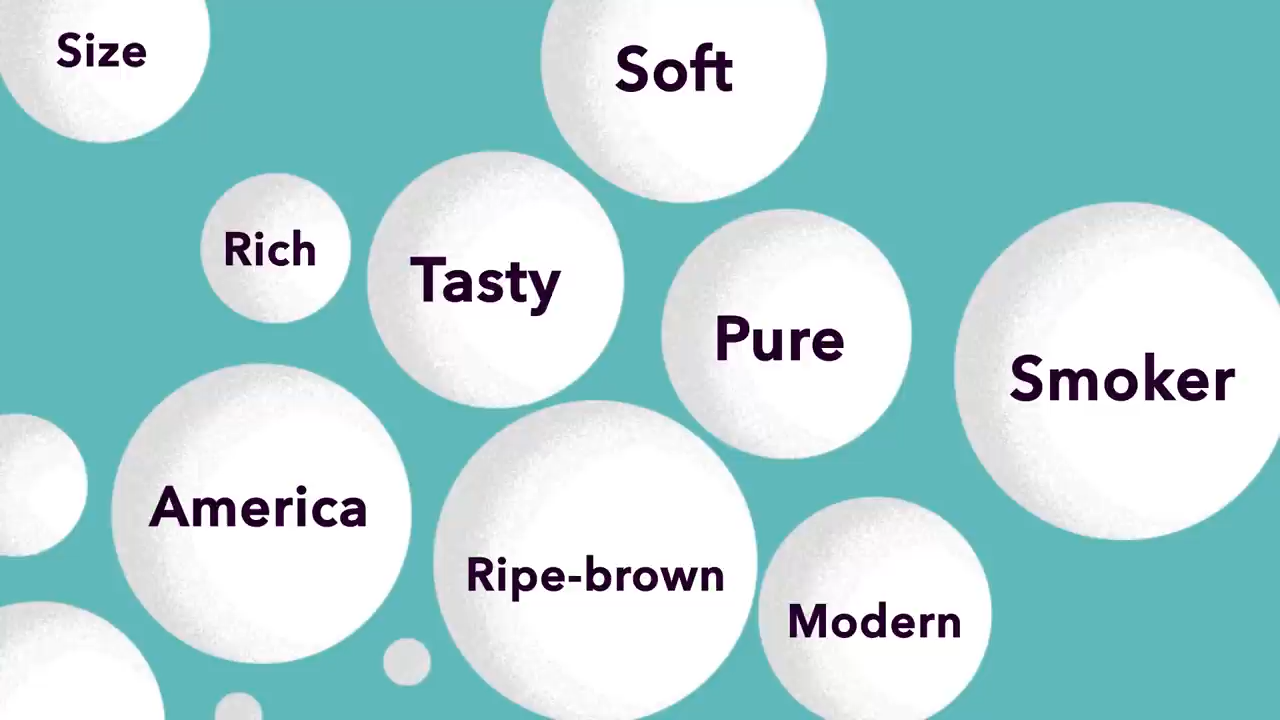 Size
Soft
Rich
Tasty
Pure
Smoker
America
Ripe-brown
Modern